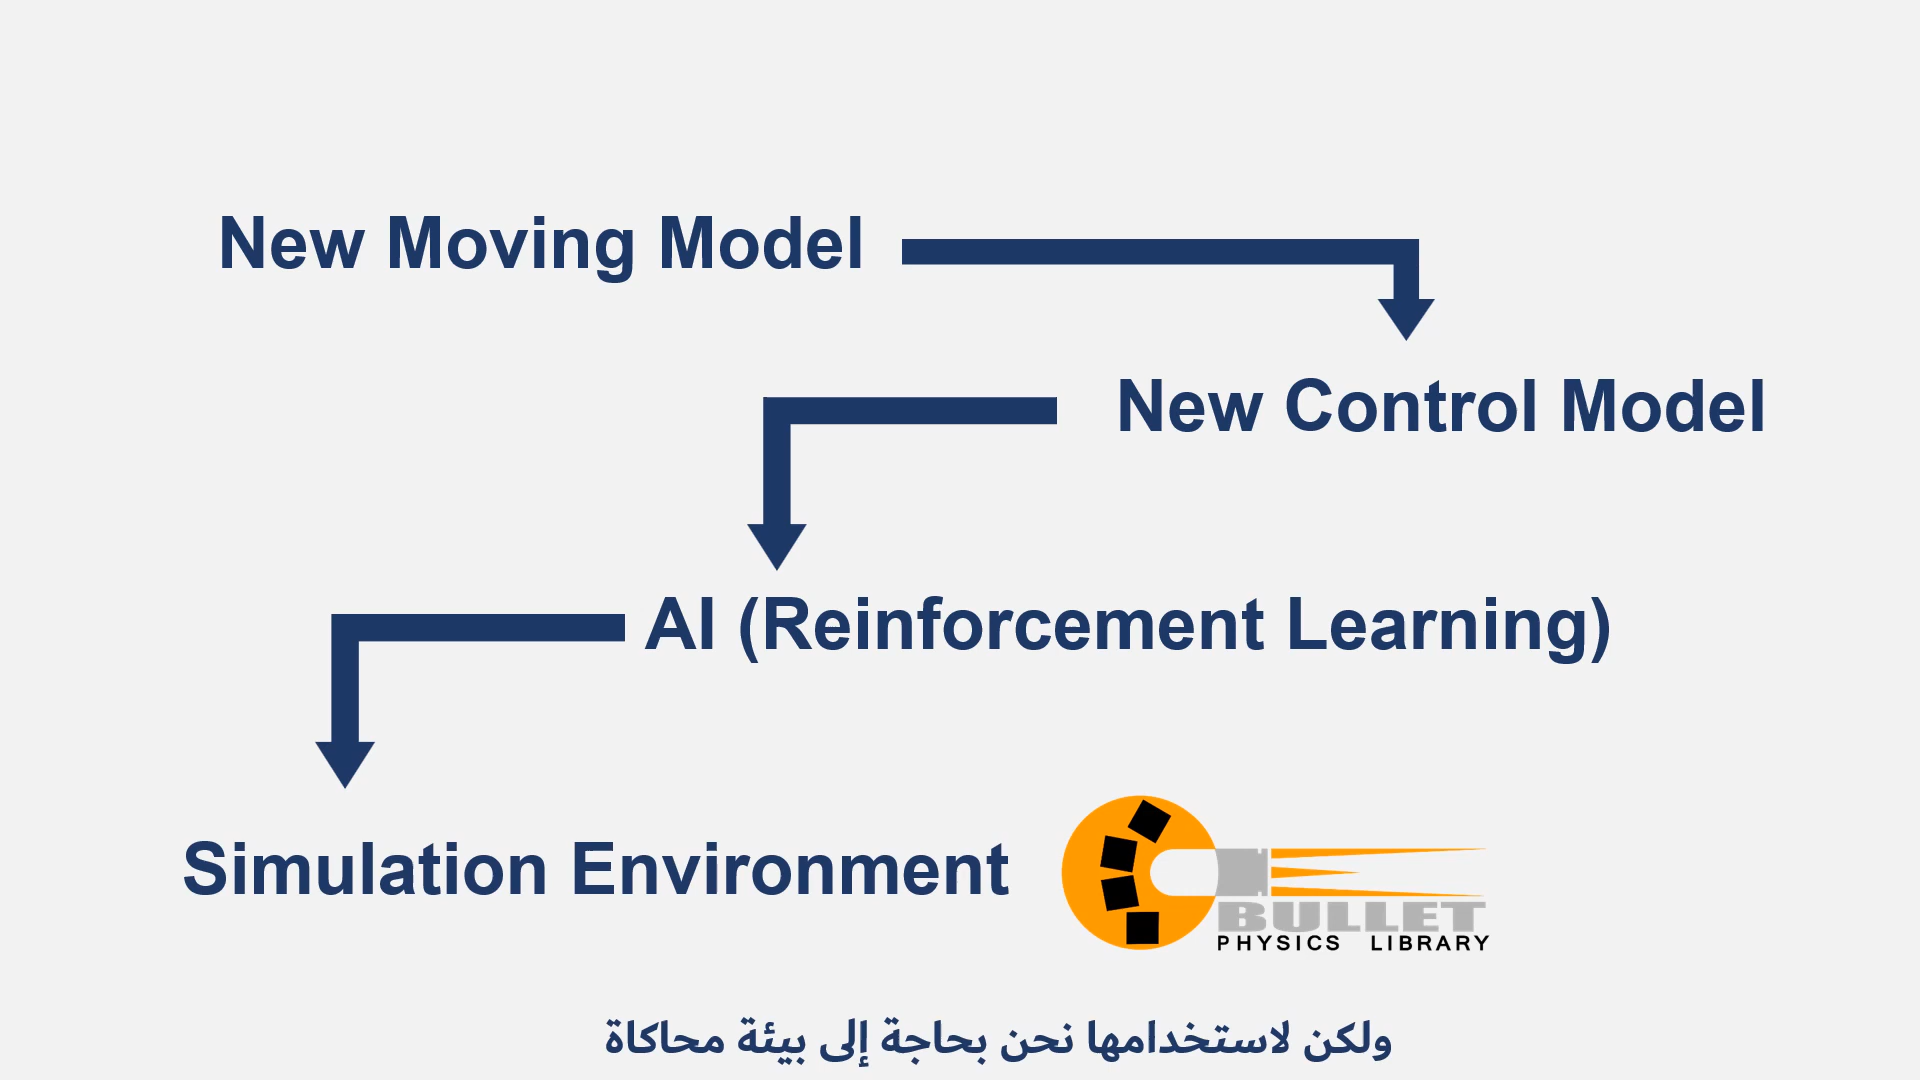 New Moving Model
New Control Model
AI (Reinforcement Learning)
Simulation Environment
BULLET
PHYSICS LIBRARY
ولكن لاستخدامها نحن بحاجة إلى بيئة محاكاة